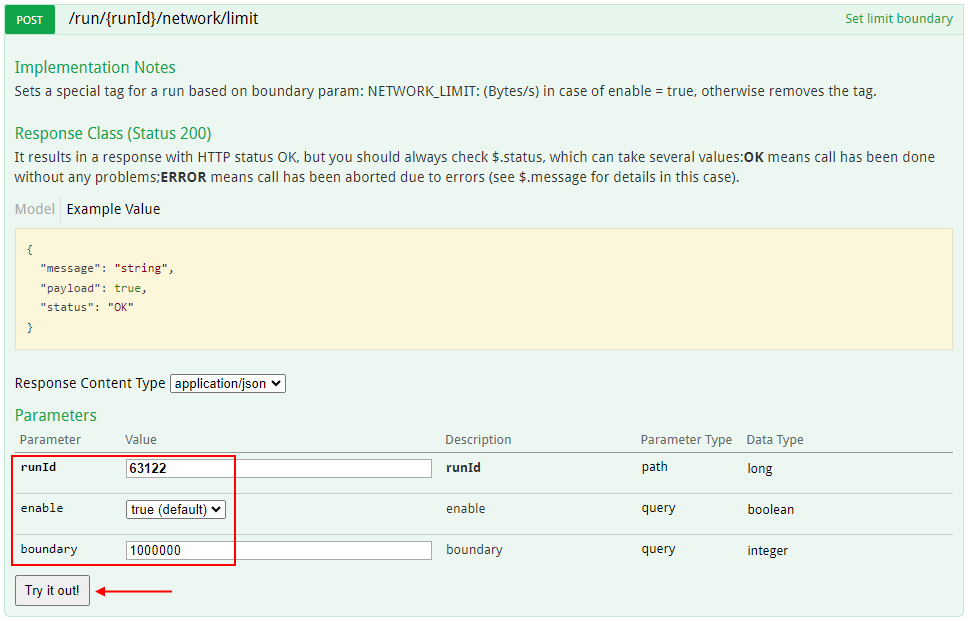 POST /run/{runId}/network/limit Set limit boundary
Implementation Notes
Sets a special tag for a run based on boundary param: NETWORK_LIMIT: (Bytes/s) in case of enable = true, otherwise removes the tag.
Response Class (Status 200)
It results in a response with HTTP status OK, but you should always check $.status, which can take several values:OK means call has been done
without any problems;ERROR means call has been aborted due to errors (see $.message for details in this case).
Model Example Value
{
"message": "string",
"payload": true,
"status": "OK"
}
Response Content Type application/json
Parameters
Parameter Value Description Parameter Type Data Type
runId 63122 runId path long
enable true (default) enable query boolean
boundary 1000000 boundary query integer
Try it out!